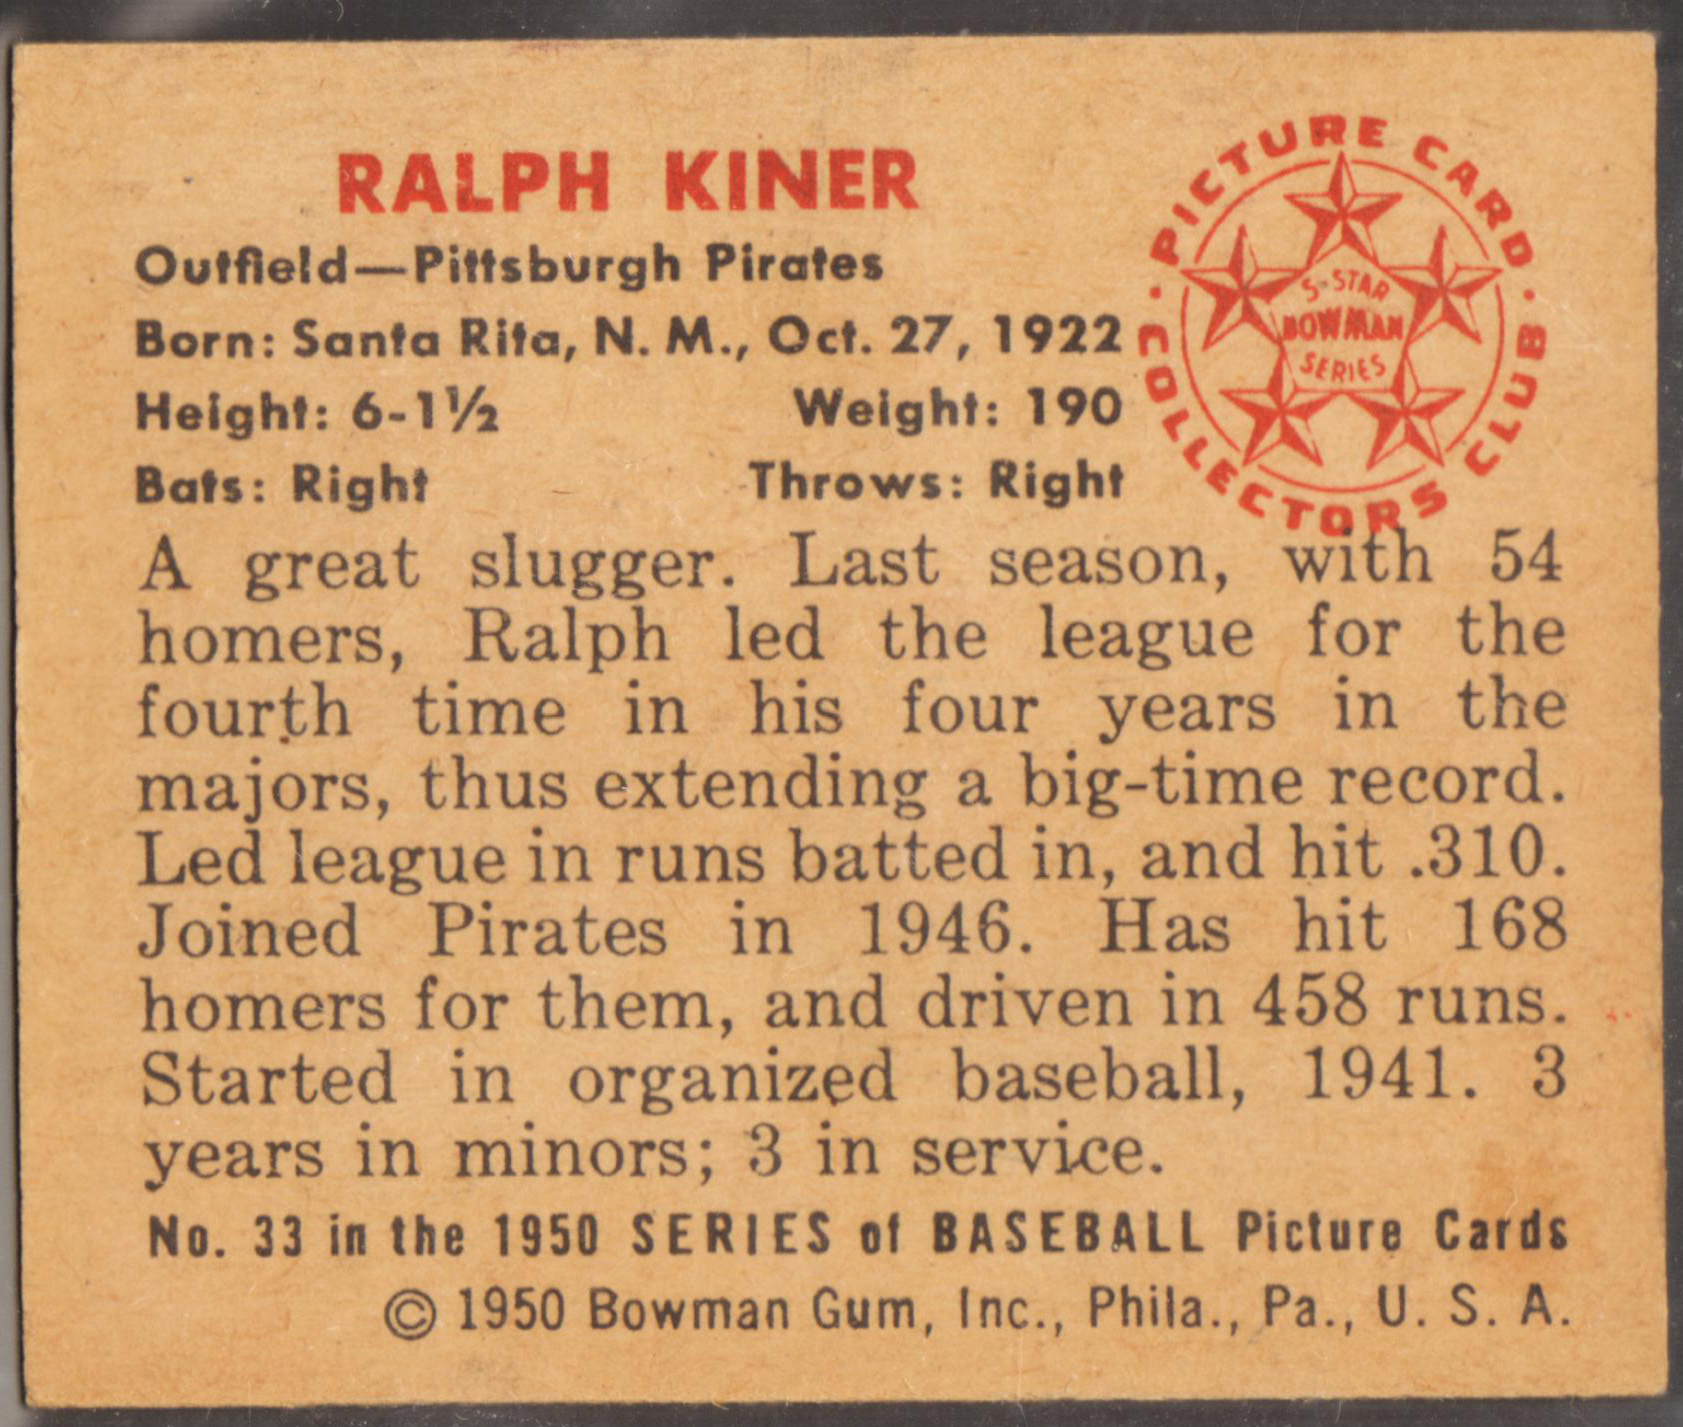 RALPH KINER
Outfield—Pittsburgh Pirates
Born: Santa Rita, N. M., Oct. 27, 1922
Height: 6-1½ Weight: 190
Bats: Right Throws: Right
PICTURE CARD
COLLECTORS CLUB
5-STAR
BOWMAN
SERIES
A great slugger. Last season, with 54
homers, Ralph led the league for the
fourth time in his four years in the
majors, thus extending a big-time record.
Led league in runs batted in, and hit .310.
Joined Pirates in 1946. Has hit 168
homers for them, and driven in 458 runs.
Started in organized baseball, 1941. 3
years in minors; 3 in service.
No. 33 in the 1950 SERIES of BASEBALL Picture Cards
© 1950 Bowman Gum, Inc., Phila., Pa., U. S. A.